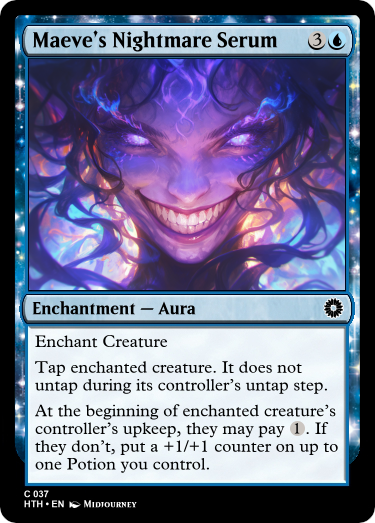 Maeve's Nightmare Serum 3
Enchantment — Aura
Enchant Creature
Tap enchanted creature. It does not
untap during its controller's untap step.
At the beginning of enchanted creature's
controller's upkeep, they may pay 1. If
they don't, put a +1/+1 counter on up to
one Potion you control.
C 037
HTH • EN Midjourney